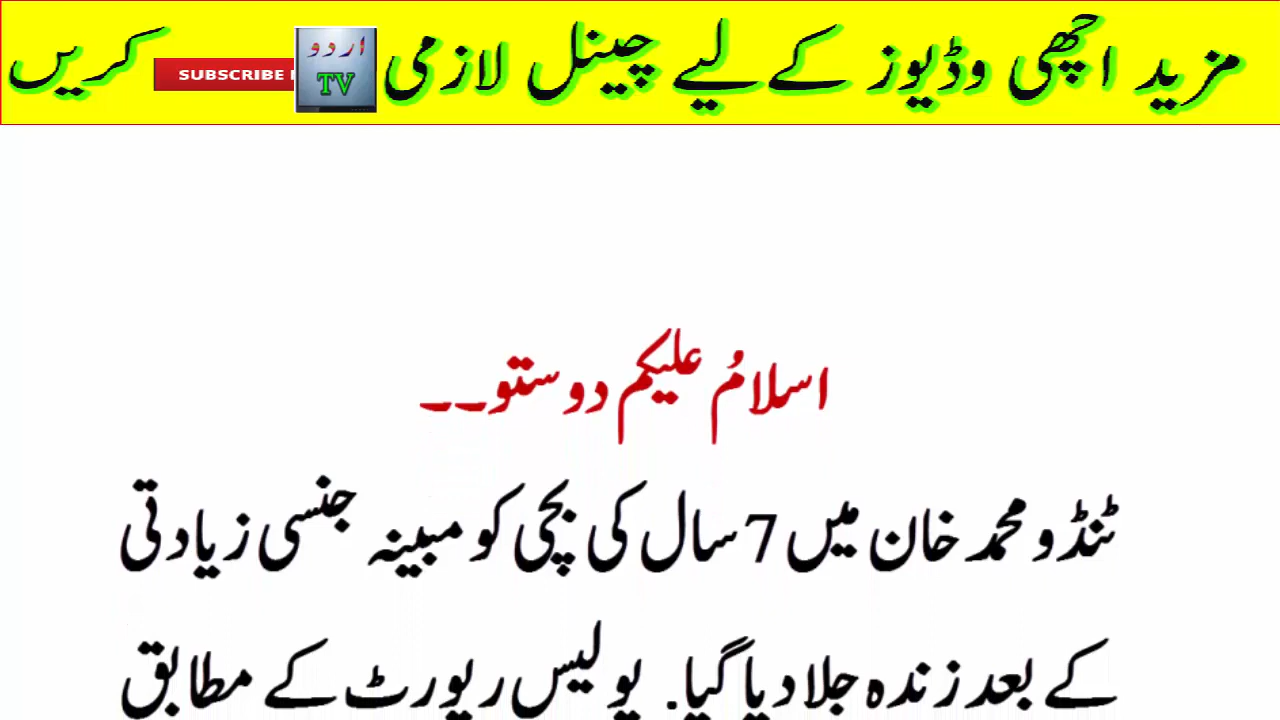 مزید اچھی وڈیوز کے لیے چینل لازمی اردو TV SUBSCRIBE کریں
اسلامُ علیکم دوستو۔۔
ٹنڈو محمد خان میں 7 سال کی بچی کو مبینہ جنسی زیادتی
کے بعد زندہ جلا دیا گیا. پولیس رپورٹ کے مطابق